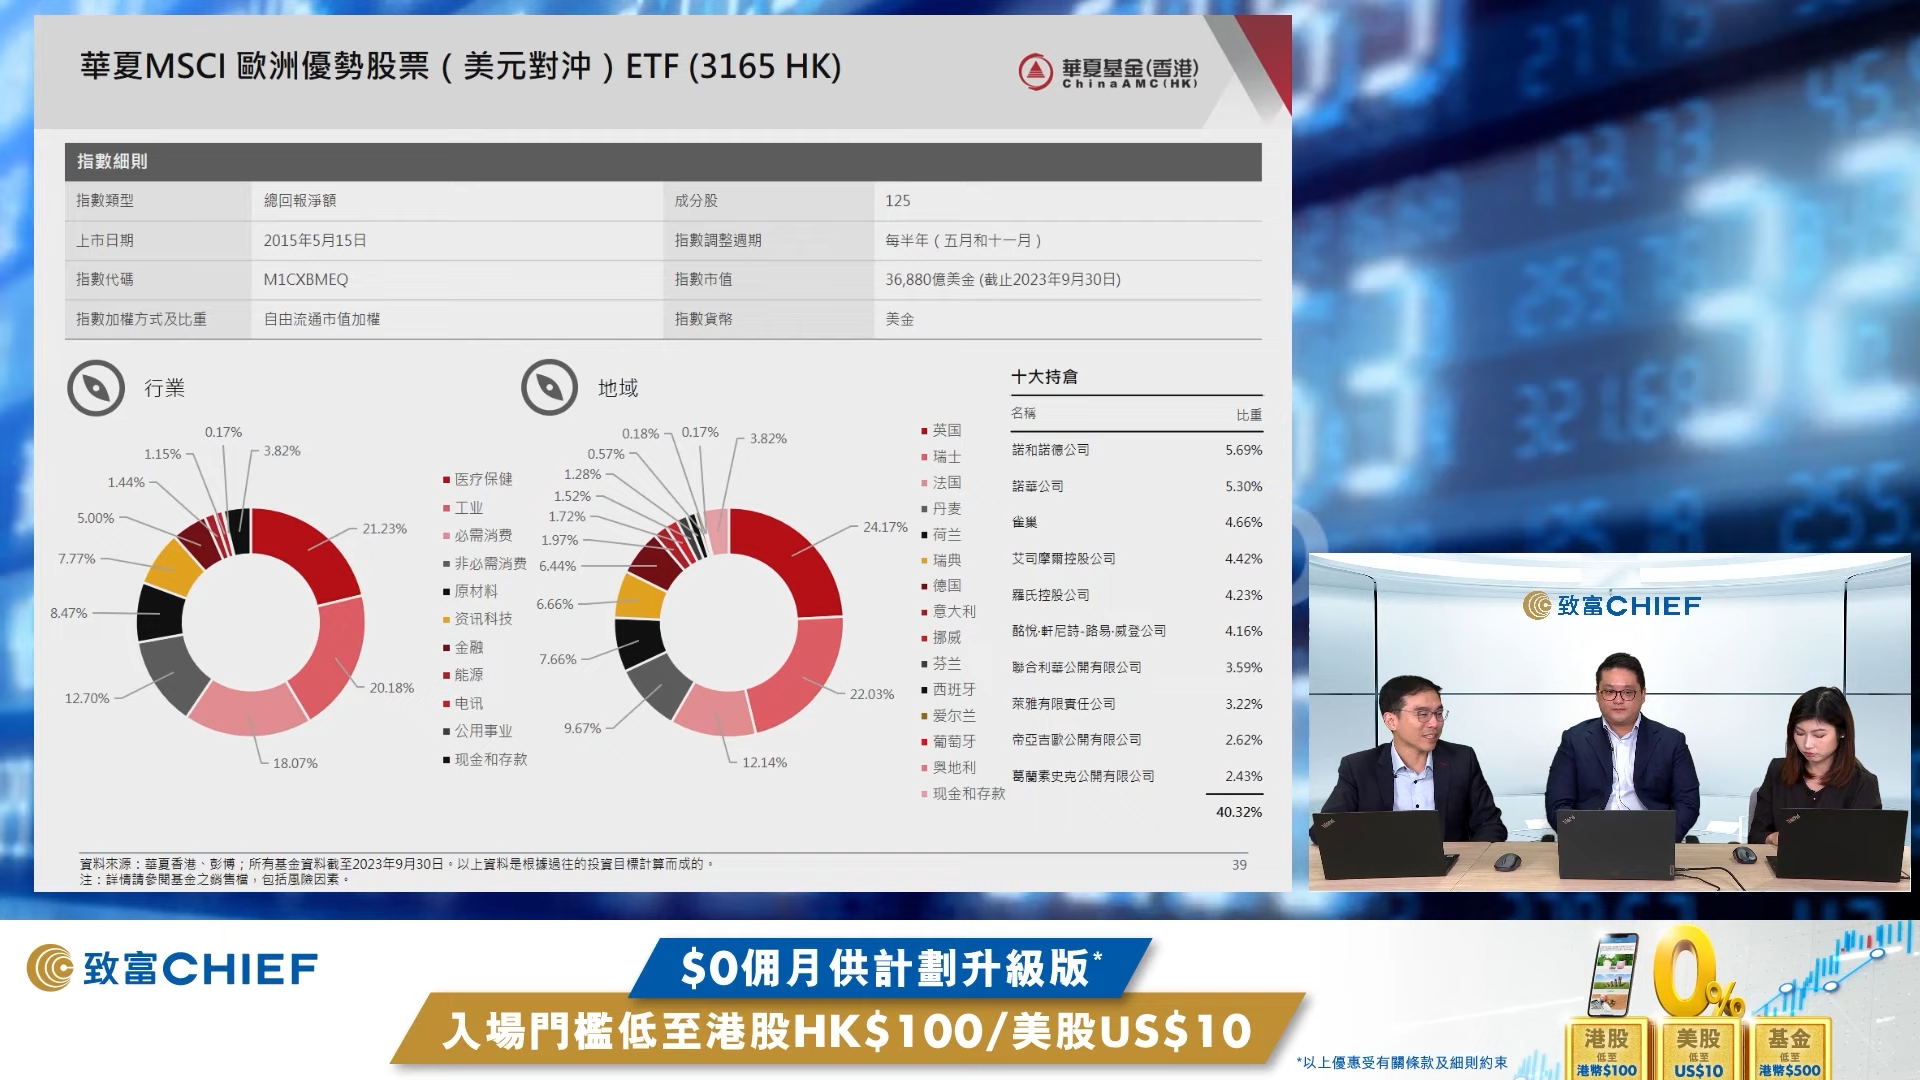 華夏MSCI 歐洲優勢股票（美元對沖）ETF (3165 HK)
華夏基金(香港)
ChinaAMC(HK)
指數細則
指數類型 總回報淨額 成分股 125
上市日期 2015年5月15日 指數調整週期 每半年（五月和十一月）
指數代碼 M1CXBMEQ 指數市值 36,880億美金 (截止2023年9月30日)
指數加權方式及比重 自由流通市值加權 指數貨幣 美金
行業
0.17%
1.15%
3.82%
1.44%
5.00%
21.23%
7.77%
8.47%
20.18%
12.70%
18.07%
医疗保健
工业
必需消费
非必需消费
原材料
资讯科技
金融
能源
电讯
公用事业
现金和存款
地域
0.18%
0.17%
3.82%
0.57%
1.28%
1.52%
1.72%
24.17%
1.97%
6.44%
6.66%
7.66%
22.03%
9.67%
12.14%
英国
瑞士
法国
丹麦
荷兰
瑞典
德国
意大利
挪威
芬兰
西班牙
爱尔兰
葡萄牙
奥地利
现金和存款
十大持倉
名稱 比重
諾和諾德公司 5.69%
諾華公司 5.30%
雀巢 4.66%
艾司摩爾控股公司 4.42%
羅氏控股公司 4.23%
酩悅·軒尼詩-路易·威登公司 4.16%
聯合利華公開有限公司 3.59%
萊雅有限責任公司 3.22%
帝亞吉歐公開有限公司 2.62%
葛蘭素史克公開有限公司 2.43%
40.32%
資料來源：華夏香港、彭博；所有基金資料截至2023年9月30日。以上資料是根據過往的投資目標計算而成的。
注：詳情請參閱基金之銷售檔，包括風險因素。
39
致富CHIEF
致富CHIEF
$0佣月供計劃升級版*
入場門檻低至港股HK$100/美股US$10
*以上優惠受有關條款及細則約束
0%
港股
低至
港幣$100
美股
低至
US$10
基金
低至
港幣$500